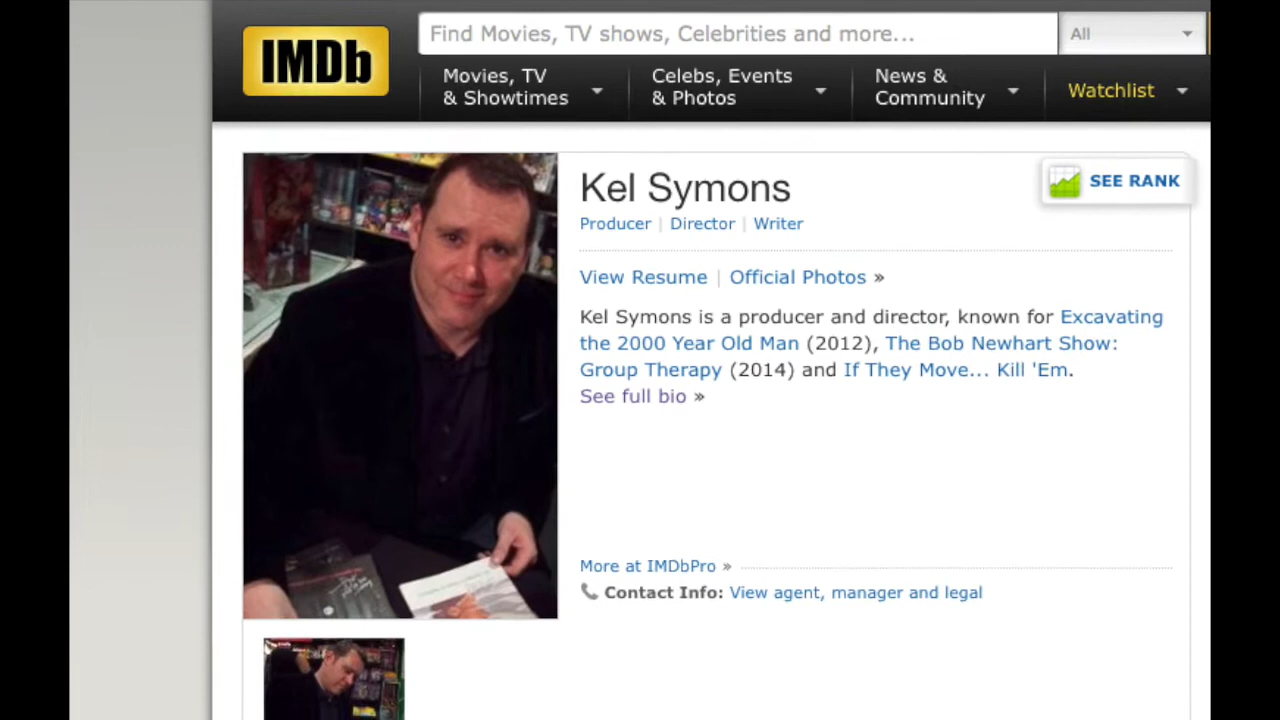 IMDb
Find Movies, TV shows, Celebrities and more...
All
Movies, TV
& Showtimes
Celebs, Events
& Photos
News &
Community
Watchlist
Kel Symons
SEE RANK
Producer | Director | Writer
View Resume | Official Photos »
Kel Symons is a producer and director, known for Excavating
the 2000 Year Old Man (2012), The Bob Newhart Show:
Group Therapy (2014) and If They Move... Kill 'Em.
See full bio »
More at IMDbPro »
Contact Info: View agent, manager and legal